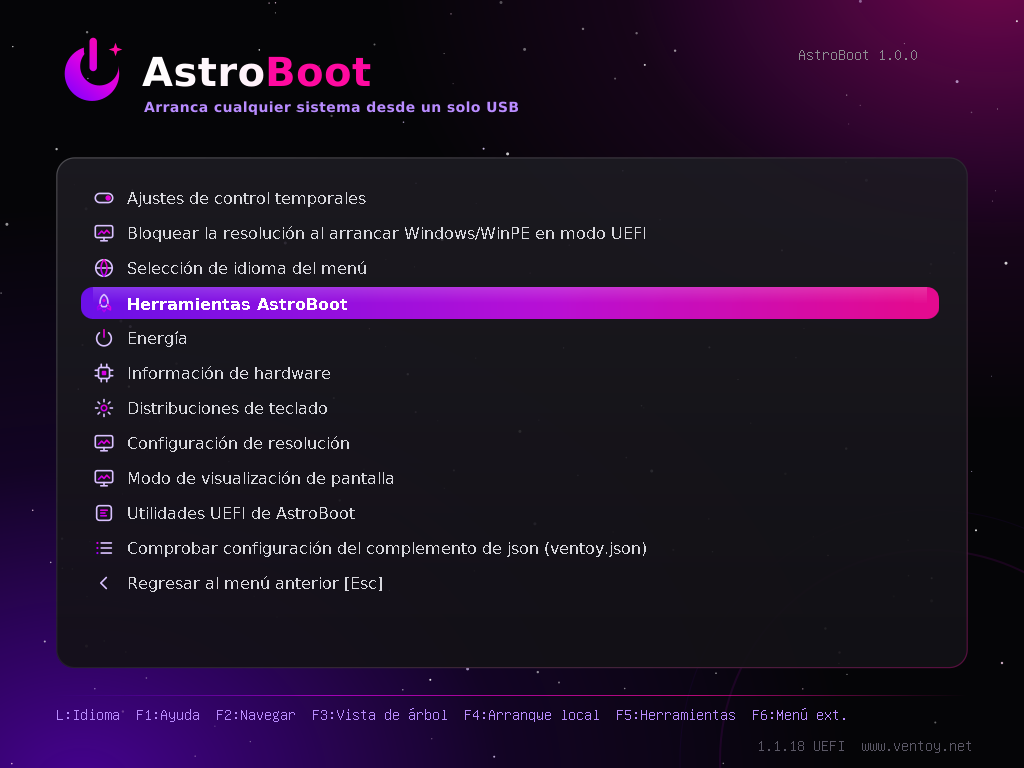 AstroBoot
AstroBoot 1.0.0
Arranca cualquier sistema desde un solo USB
Ajustes de control temporales
Bloquear la resolución al arrancar Windows/WinPE en modo UEFI
Selección de idioma del menú
Herramientas AstroBoot
Energía
Información de hardware
Distribuciones de teclado
Configuración de resolución
Modo de visualización de pantalla
Utilidades UEFI de AstroBoot
Comprobar configuración del complemento de json (ventoy.json)
Regresar al menú anterior [Esc]
L:Idioma F1:Ayuda F2:Navegar F3:Vista de árbol F4:Arranque local F5:Herramientas F6:Menú ext.
1.1.18 UEFI www.ventoy.net